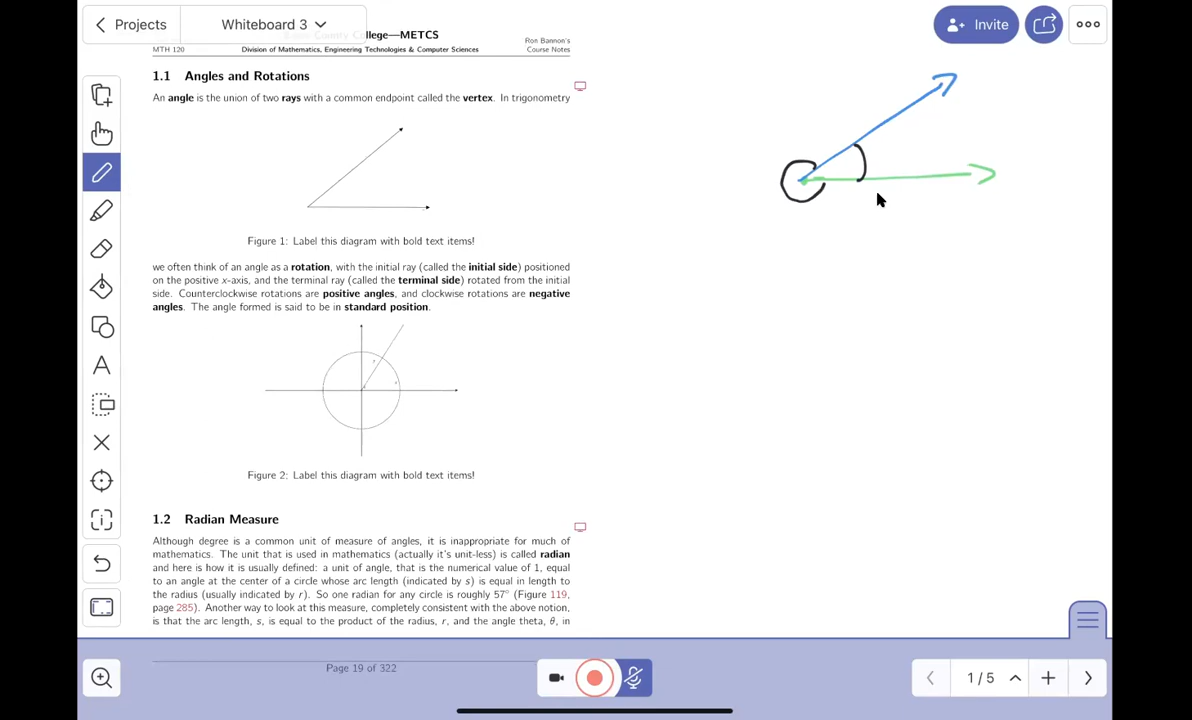 Projects
Whiteboard 3
Invite
County College—METCS
Ron Bannon's
MTH 120
Division of Mathematics, Engineering Technologies & Computer Sciences
Course Notes
1.1 Angles and Rotations
An angle is the union of two rays with a common endpoint called the vertex. In trigonometry
Figure 1: Label this diagram with bold text items!
we often think of an angle as a rotation, with the initial ray (called the initial side) positioned
on the positive x-axis, and the terminal ray (called the terminal side) rotated from the initial
side. Counterclockwise rotations are positive angles, and clockwise rotations are negative
angles. The angle formed is said to be in standard position.
r
s
Figure 2: Label this diagram with bold text items!
1.2 Radian Measure
Although degree is a common unit of measure of angles, it is inappropriate for much of
mathematics. The unit that is used in mathematics (actually it's unit-less) is called radian
and here is how it is usually defined: a unit of angle, that is the numerical value of 1, equal
to an angle at the center of a circle whose arc length (indicated by s) is equal in length to
the radius (usually indicated by r). So one radian for any circle is roughly 57° (Figure 119,
page 285). Another way to look at this measure, completely consistent with the above notion,
is that the arc length, s, is equal to the product of the radius, r, and the angle theta, θ, in
Page 19 of 322
A
1 / 5